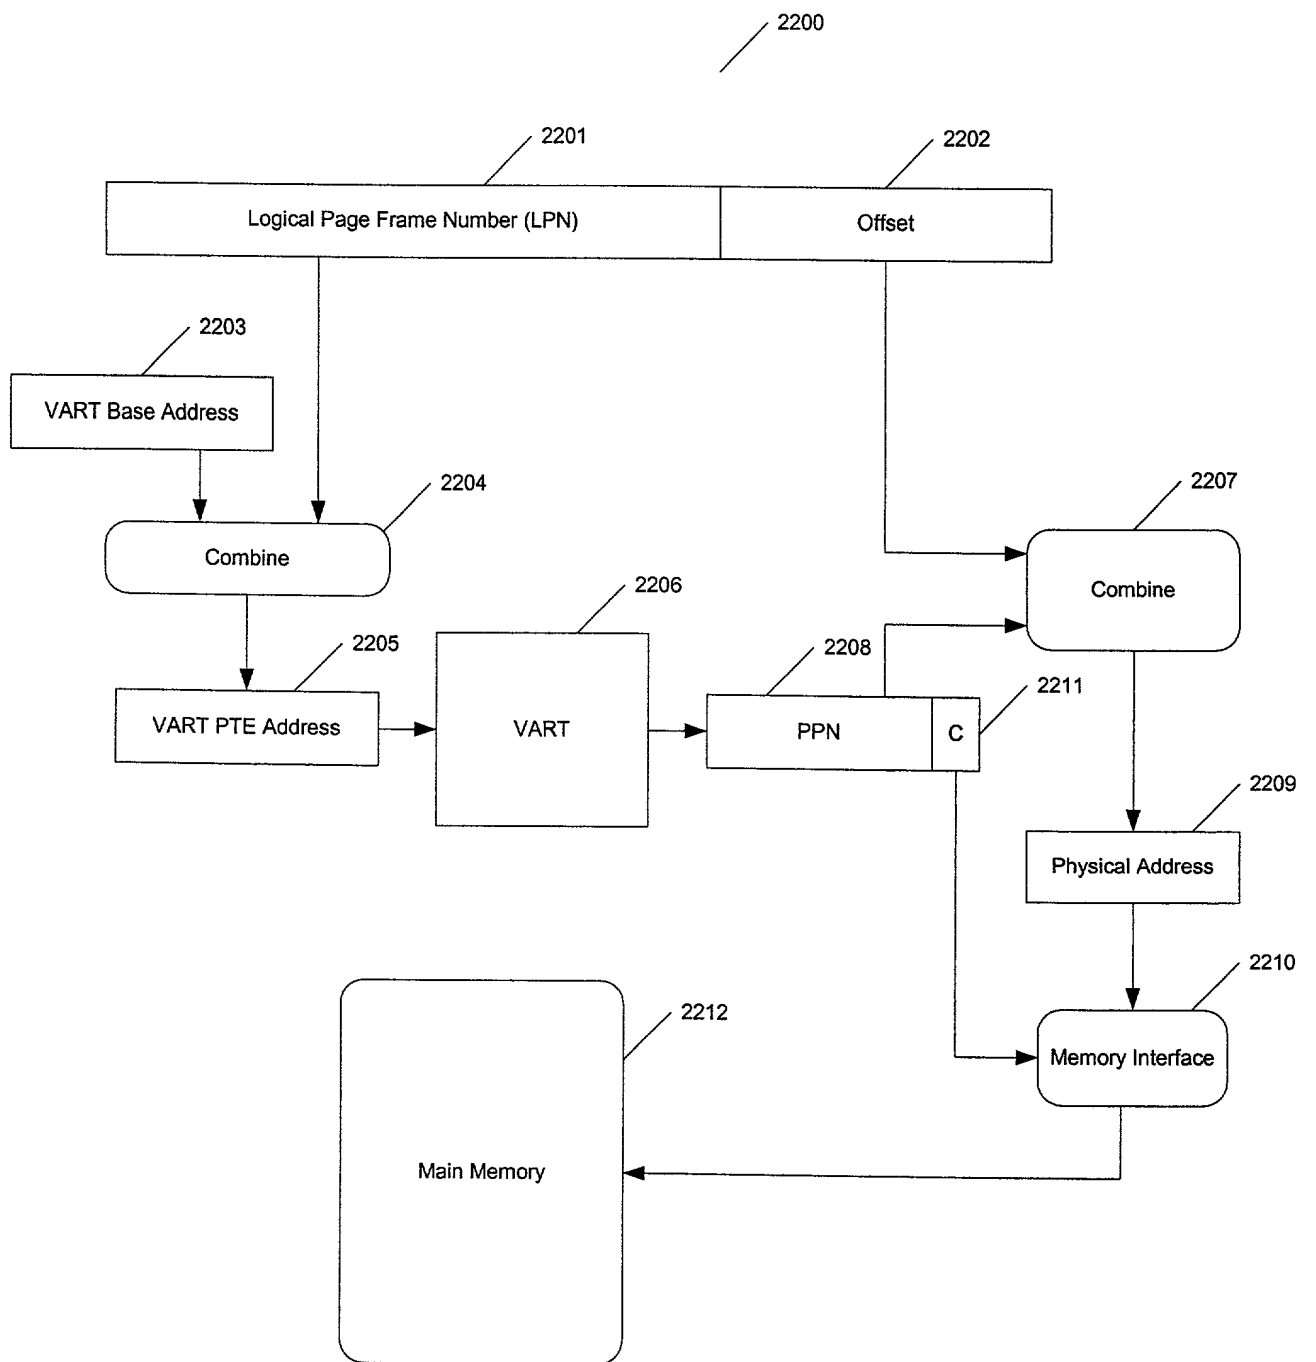 2200
2201
2202
Logical Page Frame Number (LPN)
Offset
2203
VART Base Address
2204
2207
Combine
Combine
2206
2205
2208
2211
VART PTE Address
VART
PPN
C
2209
Physical Address
2210
2212
Memory Interface
Main Memory